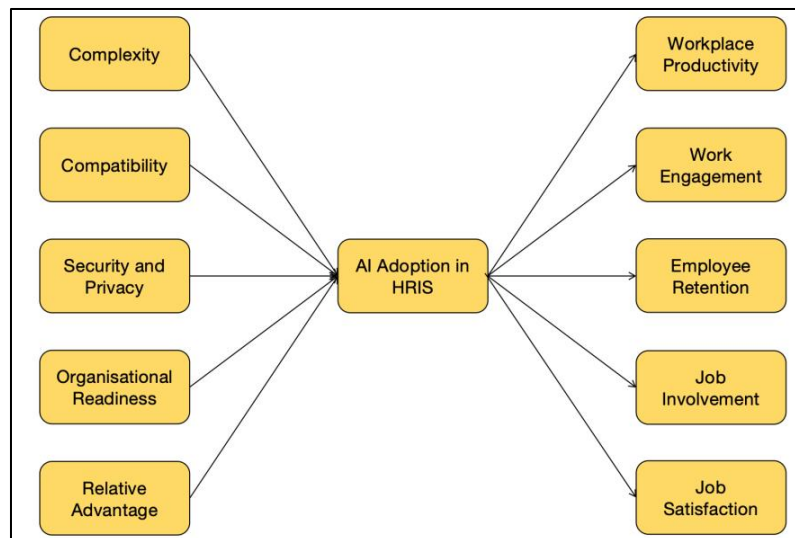 Complexity
Compatibility
Security and
Privacy
Organisational
Readiness
Relative
Advantage
AI Adoption in
HRIS
Workplace
Productivity
Work
Engagement
Employee
Retention
Job
Involvement
Job
Satisfaction